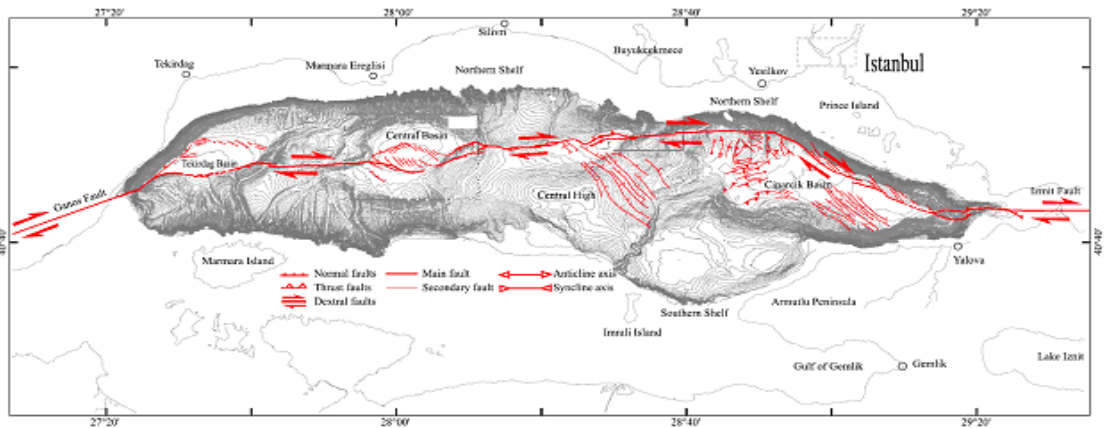 27°20' 28°00' 28°40' 29°20'
Silivri
Buyukcekmece
Istanbul
Tekirdag
Marmara Ereglisi
Northern Shelf
Yesilkov
Northern Shelf
Prince Island
Central Basin
Tekirdag Basin
Ganos Fault
Central High
Cinarcik Basin
Izmit Fault
40°40'
40°40'
Marmara Island
Yalova
Normal faults
Main fault
Anticline axis
Thrust faults
Secondary fault
Syncline axis
Dextral faults
Armutlu Peninsula
Southern Shelf
Imrali Island
Gulf of Gemlik
Gemlik
Lake Iznit
27°20' 28°00' 28°40' 29°20'